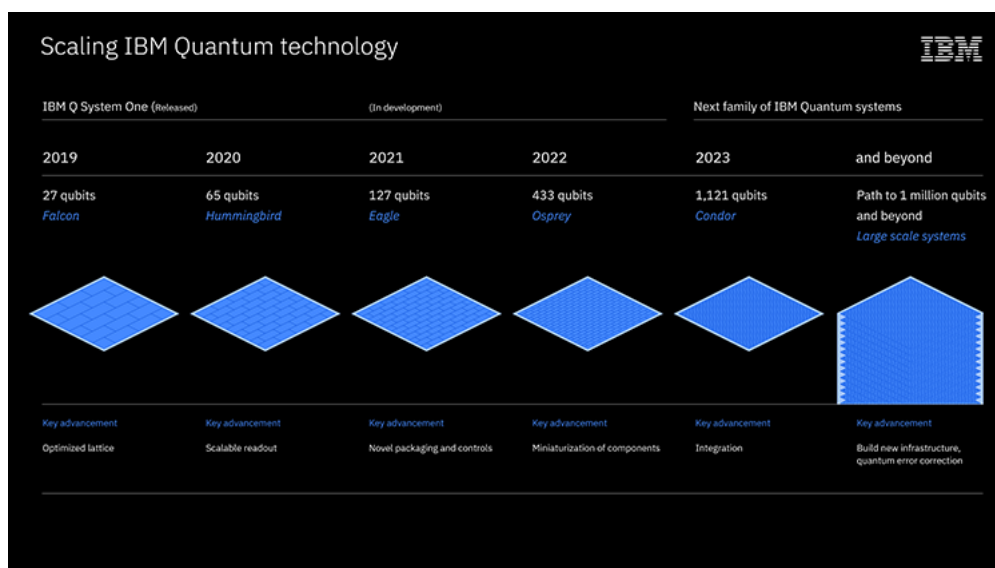 Scaling IBM Quantum technology
IBM
IBM Q System One (Released)
(In development)
Next family of IBM Quantum systems
2019
2020
2021
2022
2023
and beyond
27 qubits
65 qubits
127 qubits
433 qubits
1,121 qubits
Path to 1 million qubits
and beyond
Falcon
Hummingbird
Eagle
Osprey
Condor
Large scale systems
Key advancement
Key advancement
Key advancement
Key advancement
Key advancement
Key advancement
Optimized lattice
Scalable readout
Novel packaging and controls
Miniaturization of components
Integration
Build new infrastructure,
quantum error correction